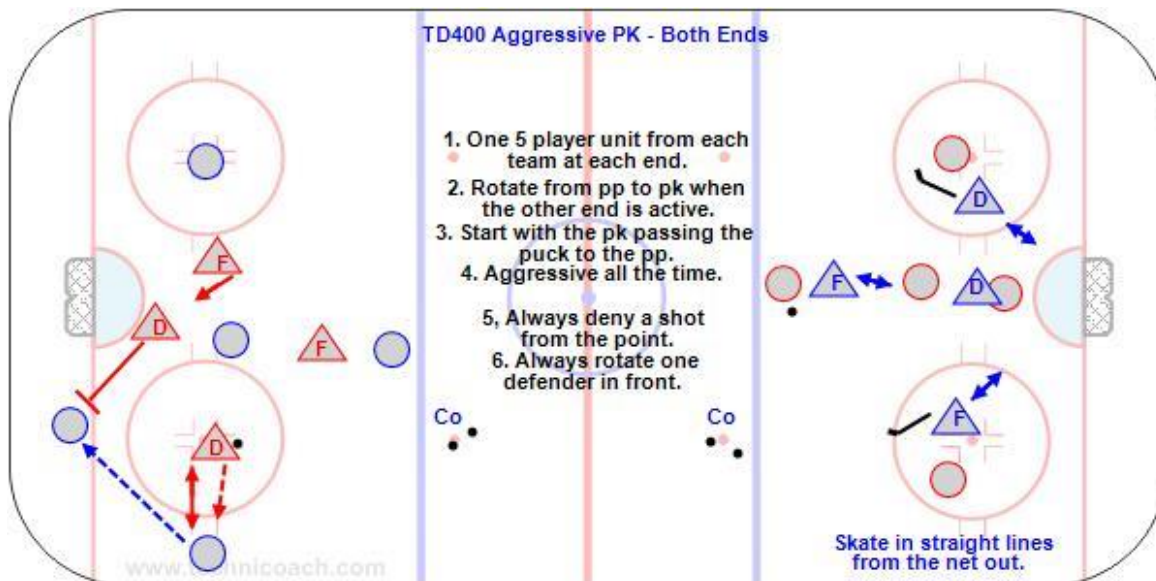 TD400 Aggressive PK - Both Ends
1. One 5 player unit from each
team at each end.
2. Rotate from pp to pk when
the other end is active.
3. Start with the pk passing the
puck to the pp.
4. Aggressive all the time.
5, Always deny a shot
from the point.
6. Always rotate one
defender in front.
F
D
F
D
Co
Co
D
F
D
F
Skate in straight lines
from the net out.
www.technicoach.com